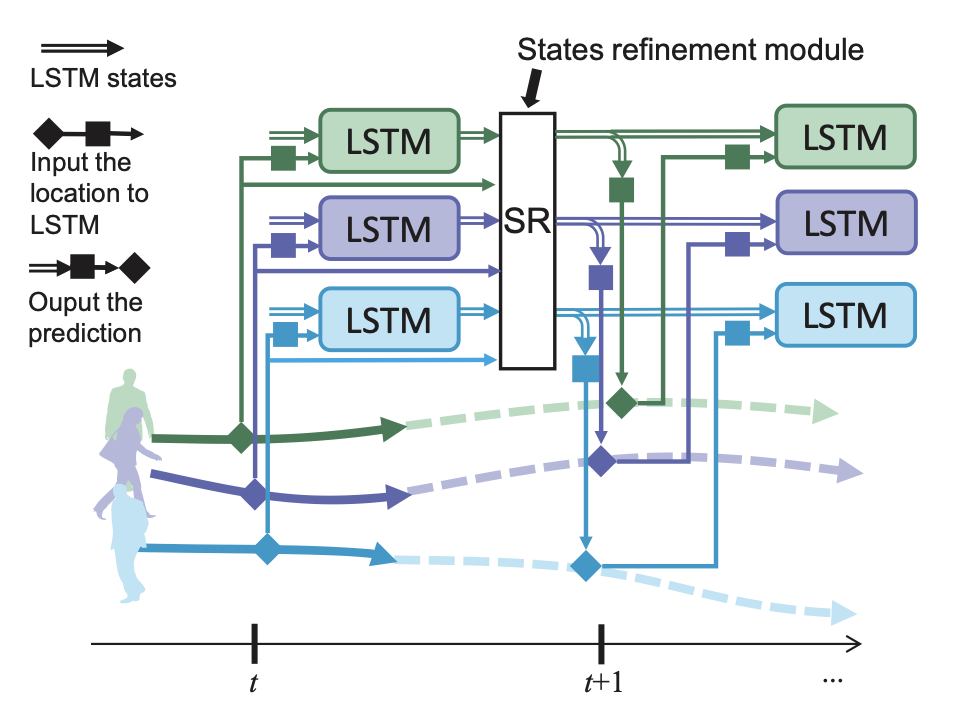 States refinement module
LSTM states
Input the
location to
LSTM
Ouput the
prediction
LSTM
LSTM
LSTM
SR
LSTM
LSTM
LSTM
t
t+1
...